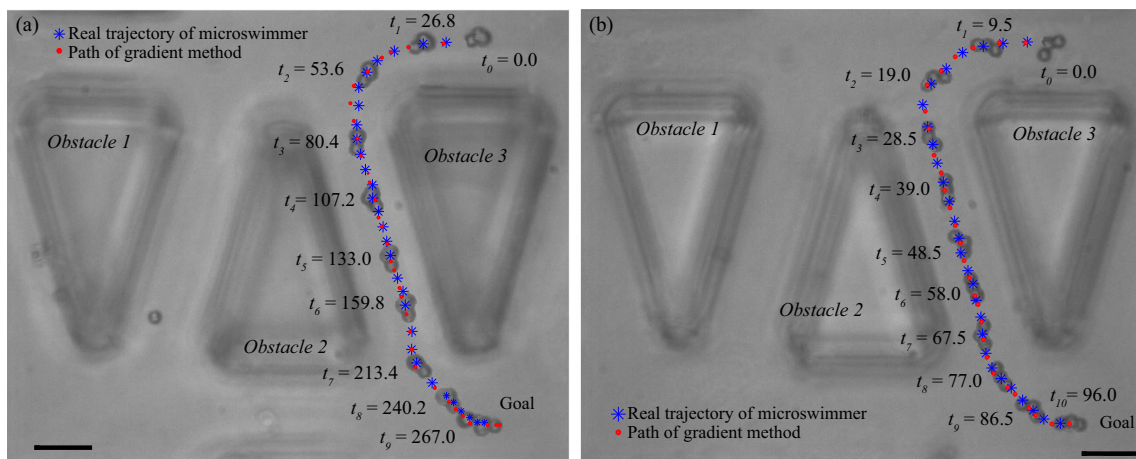 (a)
t1 = 26.8
Real trajectory of microswimmer
Path of gradient method
t2 = 53.6
t0 = 0.0
Obstacle 1
t3 = 80.4
Obstacle 3
t4 = 107.2
t5 = 133.0
t6 = 159.8
Obstacle 2
t7 = 213.4
t8 = 240.2
Goal
t9 = 267.0
(b)
t1 = 9.5
t2 = 19.0
t0 = 0.0
Obstacle 1
t3 = 28.5
Obstacle 3
t4 = 39.0
t5 = 48.5
t6 = 58.0
Obstacle 2
t7 = 67.5
t8 = 77.0
t10 = 96.0
Real trajectory of microswimmer
t9 = 86.5
Goal
Path of gradient method